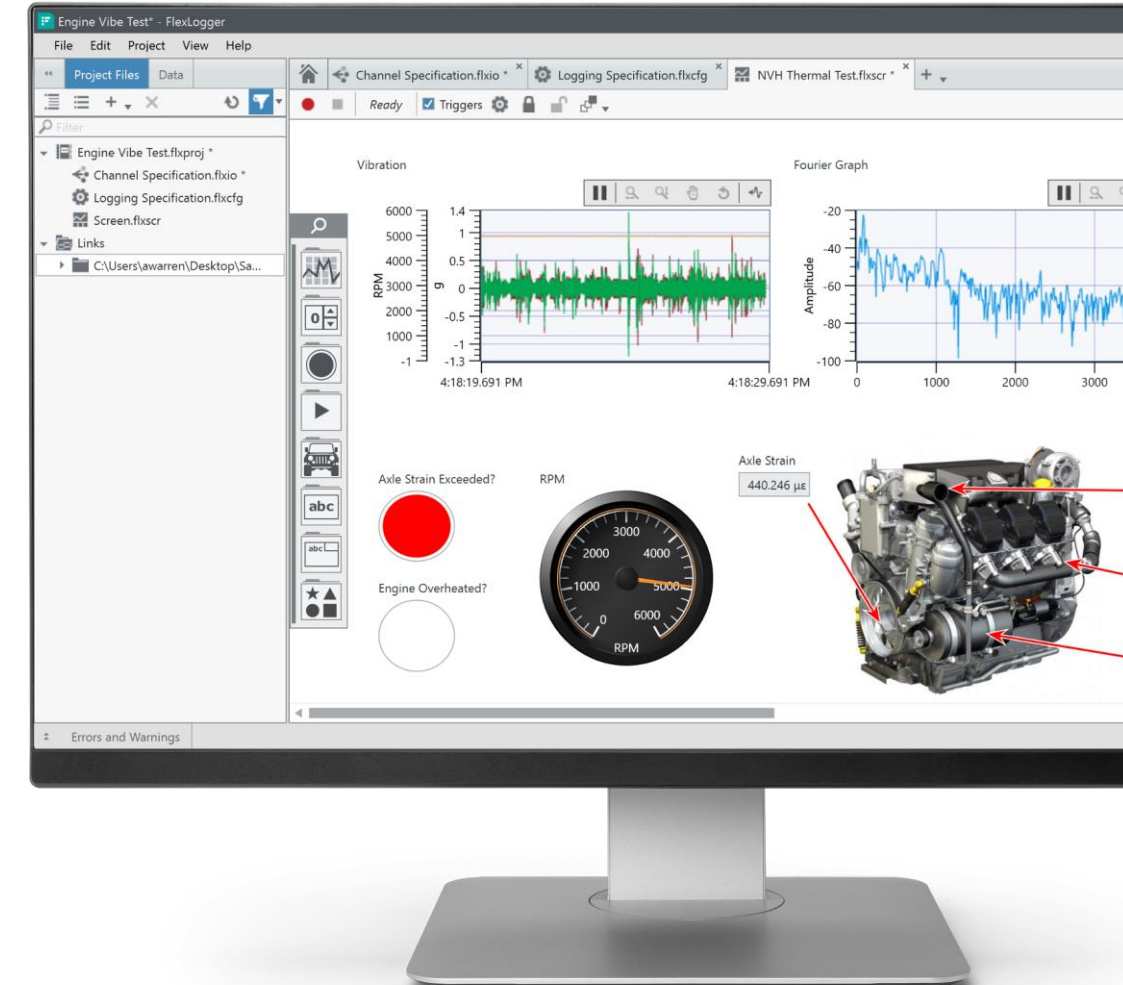 Engine Vibe Test* - FlexLogger
File Edit Project View Help
Project Files Data
Channel Specification.flxio * Logging Specification.flxcfg NVH Thermal Test.flxscr *
Ready Triggers
Filter
Engine Vibe Test.flxproj *
Channel Specification.flxio *
Logging Specification.flxcfg
Screen.flxscr
Links
C:\Users\awarren\Desktop\Sa...
Vibration
6000
5000
4000
3000
2000
1000
-1
RPM
1.4
1
0.5
0
-0.5
-1
-1.3
g
4:18:19.691 PM 4:18:29.691 PM
Fourier Graph
-20
-40
-60
-80
-100
Amplitude
0 1000 2000 3000
0
abc
abc
Axle Strain Exceeded?
Engine Overheated?
RPM
3000
2000 4000
1000 5000
0 6000
RPM
Axle Strain
440.246 με
Errors and Warnings